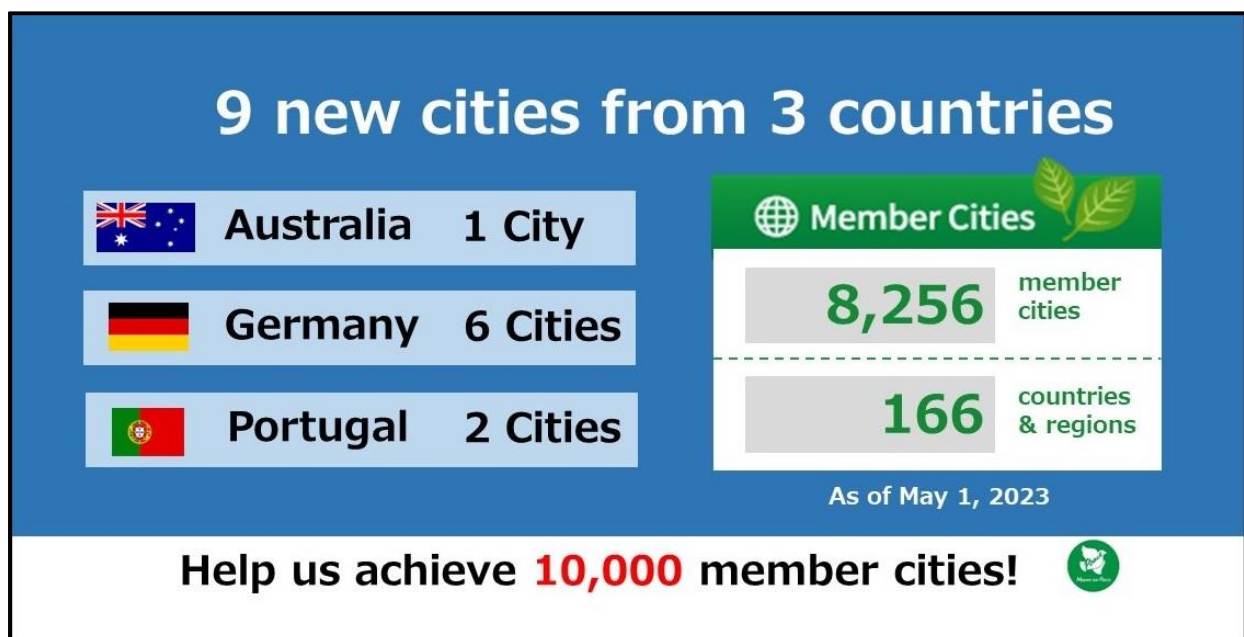 9 new cities from 3 countries
Australia 1 City
Germany 6 Cities
Portugal 2 Cities
Member Cities
8,256 member cities
166 countries & regions
As of May 1, 2023
Help us achieve 10,000 member cities!